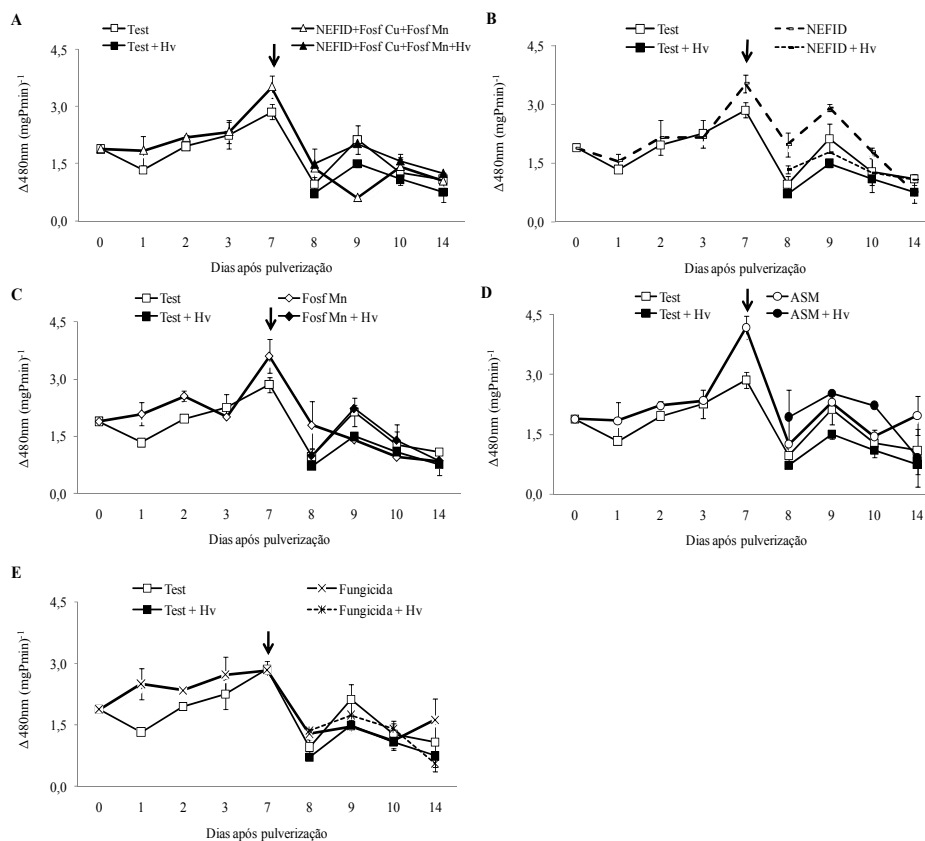 A
Test
NEFID+Fosf Cu+Fosf Mn
Test + Hv
NEFID+Fosf Cu+Fosf Mn+Hv
4,5
3,0
1,5
0,0
Δ480nm (mgPmin)-1
0 1 2 3 7 8 9 10 14
Dias após pulverização
B
Test
NEFID
Test + Hv
NEFID + Hv
4,5
3,0
1,5
0,0
Δ480nm (mgPmin)-1
0 1 2 3 7 8 9 10 14
Dias após pulverização
C
Test
Fosf Mn
Test + Hv
Fosf Mn + Hv
4,5
3,0
1,5
0,0
Δ480nm (mgPmin)-1
0 1 2 3 7 8 9 10 14
Dias após pulverização
D
Test
ASM
Test + Hv
ASM + Hv
4,5
3,0
1,5
0,0
Δ480nm (mgPmin)-1
0 1 2 3 7 8 9 10 14
Dias após pulverização
E
Test
Fungicida
Test + Hv
Fungicida + Hv
4,5
3,0
1,5
0,0
Δ480nm (mgPmin)-1
0 1 2 3 7 8 9 10 14
Dias após pulverização